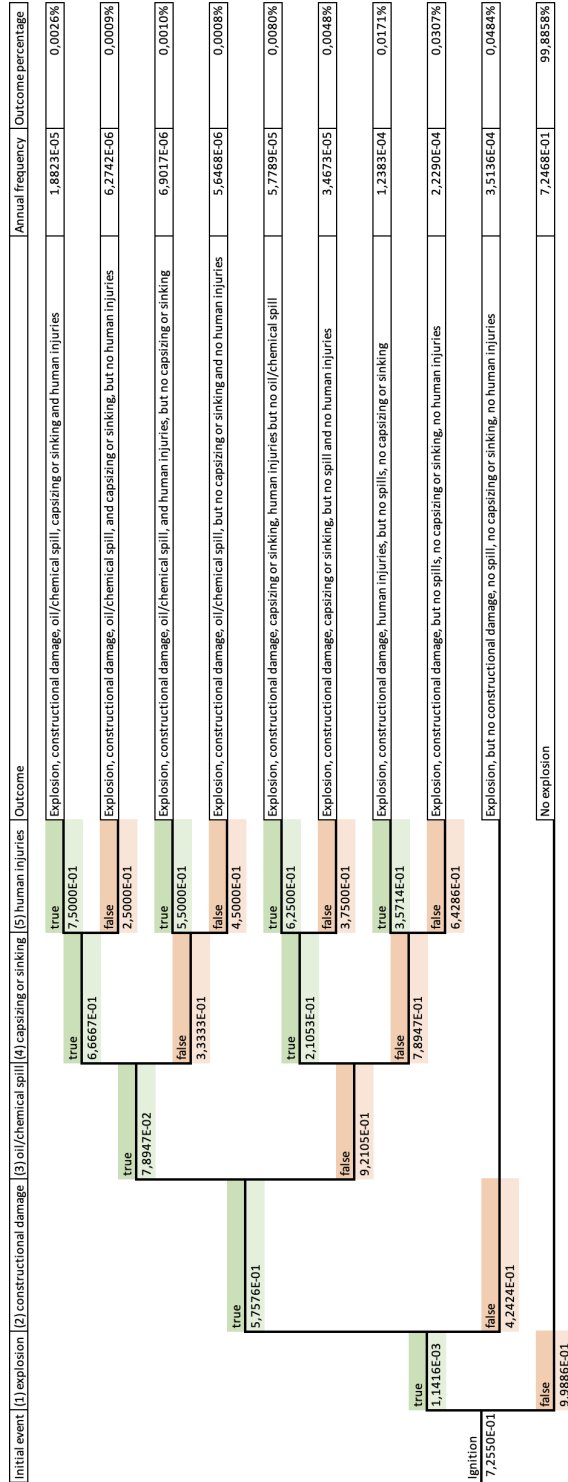 Initial event (1) explosion (2) constructional damage (3) oil/chemical spill (4) capsizing or sinking (5) human injuries Outcome Annual frequency Outcome percentage
true Explosion, constructional damage, oil/chemical spill, capsizing or sinking and human injuries 1,8823E-05 0,0026%
7,5000E-01
true
6,6667E-01
false Explosion, constructional damage, oil/chemical spill, and capsizing or sinking, but no human injuries 6,2742E-06 0,0009%
2,5000E-01
true
7,8947E-02
true Explosion, constructional damage, oil/chemical spill, and human injuries, but no capsizing or sinking 6,9017E-06 0,0010%
5,5000E-01
false
3,3333E-01
false Explosion, constructional damage, oil/chemical spill, but no capsizing or sinking and no human injuries 5,6468E-06 0,0008%
4,5000E-01
true
5,7576E-01
true Explosion, constructional damage, capsizing or sinking, human injuries but no oil/chemical spill 5,7789E-05 0,0080%
6,2500E-01
true
2,1053E-01
false Explosion, constructional damage, capsizing or sinking, but no spill and no human injuries 3,4673E-05 0,0048%
3,7500E-01
false
9,2105E-01
true Explosion, constructional damage, human injuries, but no spills, no capsizing or sinking 1,2383E-04 0,0171%
3,5714E-01
false
7,8947E-01
true
1,1416E-03
false Explosion, constructional damage, but no spills, no capsizing or sinking, no human injuries 2,2290E-04 0,0307%
6,4286E-01
Ignition
7,2550E-01
false Explosion, but no constructional damage, no spill, no capsizing or sinking, no human injuries 3,5136E-04 0,0484%
4,2424E-01
false No explosion 7,2468E-01 99,8858%
9,9886E-01